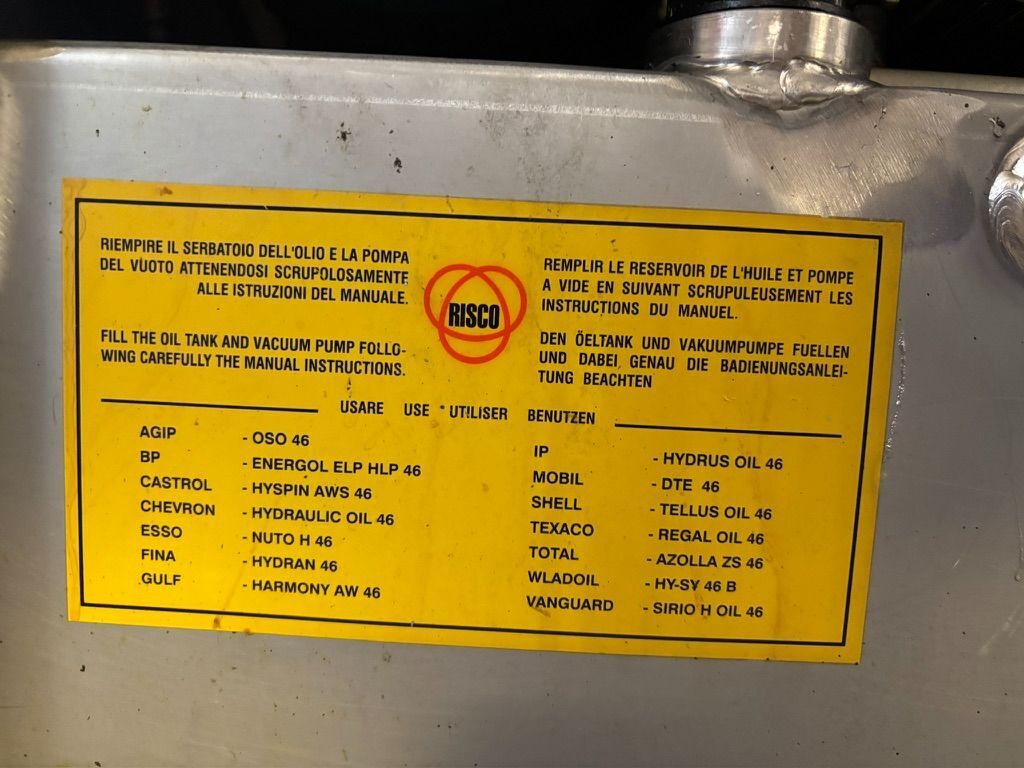 RIEMPIRE IL SERBATOIO DELL'OLIO E LA POMPA
DEL VUOTO ATTENENDOSI SCRUPOLOSAMENTE
ALLE ISTRUZIONI DEL MANUALE.
FILL THE OIL TANK AND VACUUM PUMP FOLLO-
WING CAREFULLY THE MANUAL INSTRUCTIONS.
RISCO
REMPLIR LE RESERVOIR DE L'HUILE ET POMPE
A VIDE EN SUIVANT SCRUPULEUSEMENT LES
INSTRUCTIONS DU MANUEL.
DEN ÖELTANK UND VAKUUMPUMPE FUELLEN
UND DABEI, GENAU DIE BADIENUNGSANLEI-
TUNG BEACHTEN
USARE USE UTILISER BENUTZEN
AGIP - OSO 46
BP - ENERGOL ELP HLP 46
CASTROL - HYSPIN AWS 46
CHEVRON - HYDRAULIC OIL 46
ESSO - NUTO H 46
FINA - HYDRAN 46
GULF - HARMONY AW 46
IP - HYDRUS OIL 46
MOBIL - DTE 46
SHELL - TELLUS OIL 46
TEXACO - REGAL OIL 46
TOTAL - AZOLLA ZS 46
WLADOIL - HY-SY 46 B
VANGUARD - SIRIO H OIL 46